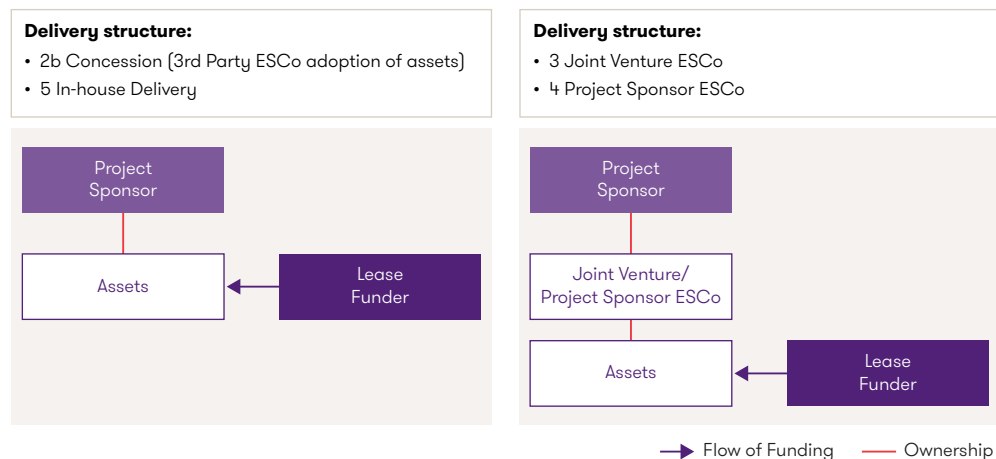 Delivery structure:
• 2b Concession (3rd Party ESCo adoption of assets)
• 5 In-house Delivery
Project
Sponsor
Assets
Lease
Funder
Delivery structure:
• 3 Joint Venture ESCo
• 4 Project Sponsor ESCo
Project
Sponsor
Joint Venture/
Project Sponsor ESCo
Assets
Lease
Funder
Flow of Funding
Ownership